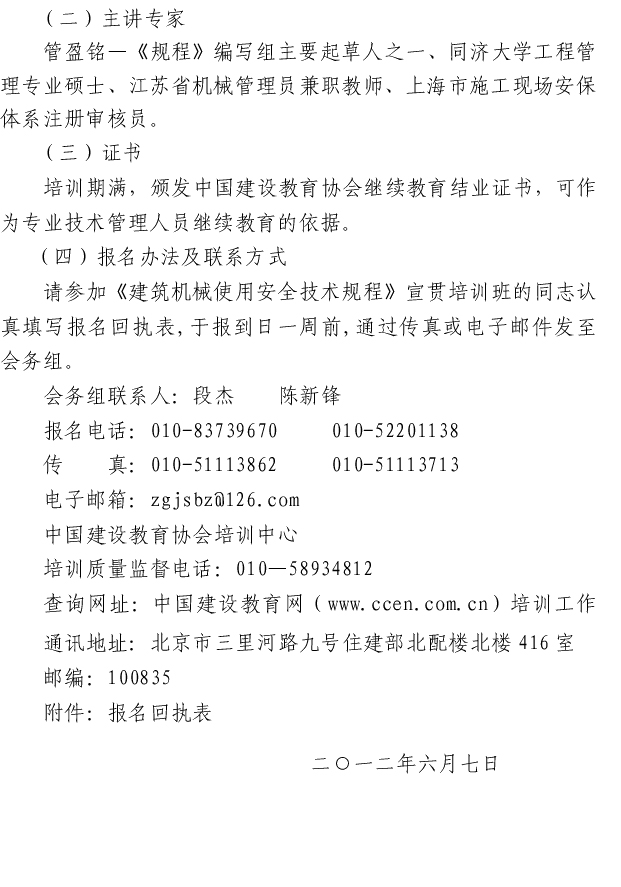 （二）主讲专家
管盈铭—《规程》编写组主要起草人之一、同济大学工程管
理专业硕士、江苏省机械管理员兼职教师、上海市施工现场安保
体系注册审核员。
（三）证书
培训期满，颁发中国建设教育协会继续教育结业证书，可作
为专业技术管理人员继续教育的依据。
（四）报名办法及联系方式
请参加《建筑机械使用安全技术规程》宣贯培训班的同志认
真填写报名回执表,于报到日一周前,通过传真或电子邮件发至
会务组。
会务组联系人：段杰 陈新锋
报名电话：010-83739670 010-52201138
传 真：010-51113862 010-51113713
电子邮箱：zgjsbz@126.com
中国建设教育协会培训中心
培训质量监督电话：010—58934812
查询网址：中国建设教育网（www.ccen.com.cn）培训工作
通讯地址：北京市三里河路九号住建部北配楼北楼 416 室
邮编：100835
附件：报名回执表
二〇一二年六月七日